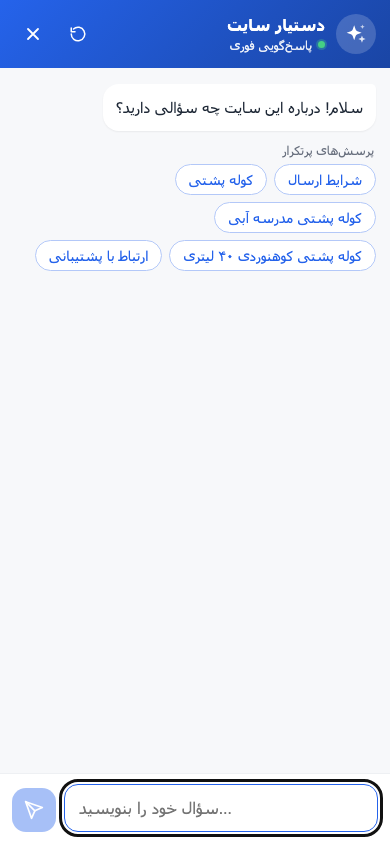 دستیار سایت
پاسخ‌گویی فوری
سلام! درباره این سایت چه سؤالی دارید؟
پرسش‌های پرتکرار
شرایط ارسال
کوله پشتی
کوله پشتی مدرسه آبی
کوله پشتی کوهنوردی ۴۰ لیتری
ارتباط با پشتیبانی
سؤال خود را بنویسید...